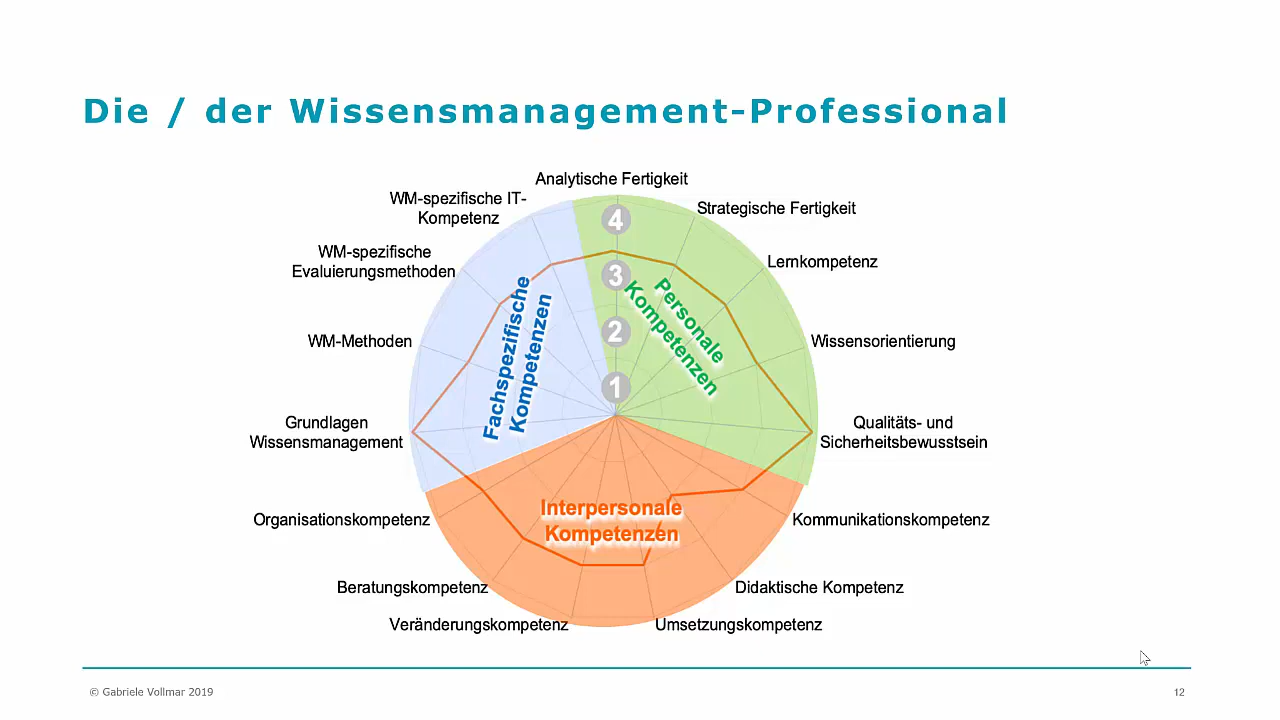 Die / der Wissensmanagement-Professional
Analytische Fertigkeit
WM-spezifische IT-
Kompetenz
Strategische Fertigkeit
WM-spezifische
Evaluierungsmethoden
Lernkompetenz
WM-Methoden
Wissensorientierung
Grundlagen
Wissensmanagement
Qualitäts- und
Sicherheitsbewusstsein
Organisationskompetenz
Kommunikationskompetenz
Beratungskompetenz
Didaktische Kompetenz
Veränderungskompetenz
Umsetzungskompetenz
4
3
2
1
Fachspezifische
Kompetenzen
Personale
Kompetenzen
Interpersonale
Kompetenzen
© Gabriele Vollmar 2019
12